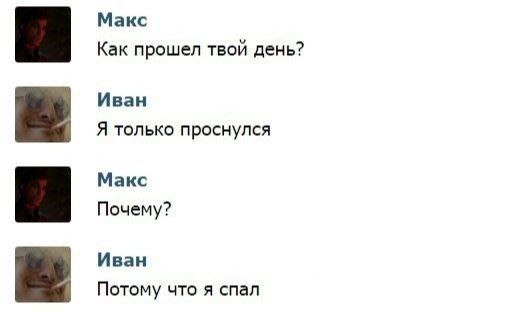 Макс
Как прошел твой день?
Иван
Я только проснулся
Макс
Почему?
Иван
Потому что я спал